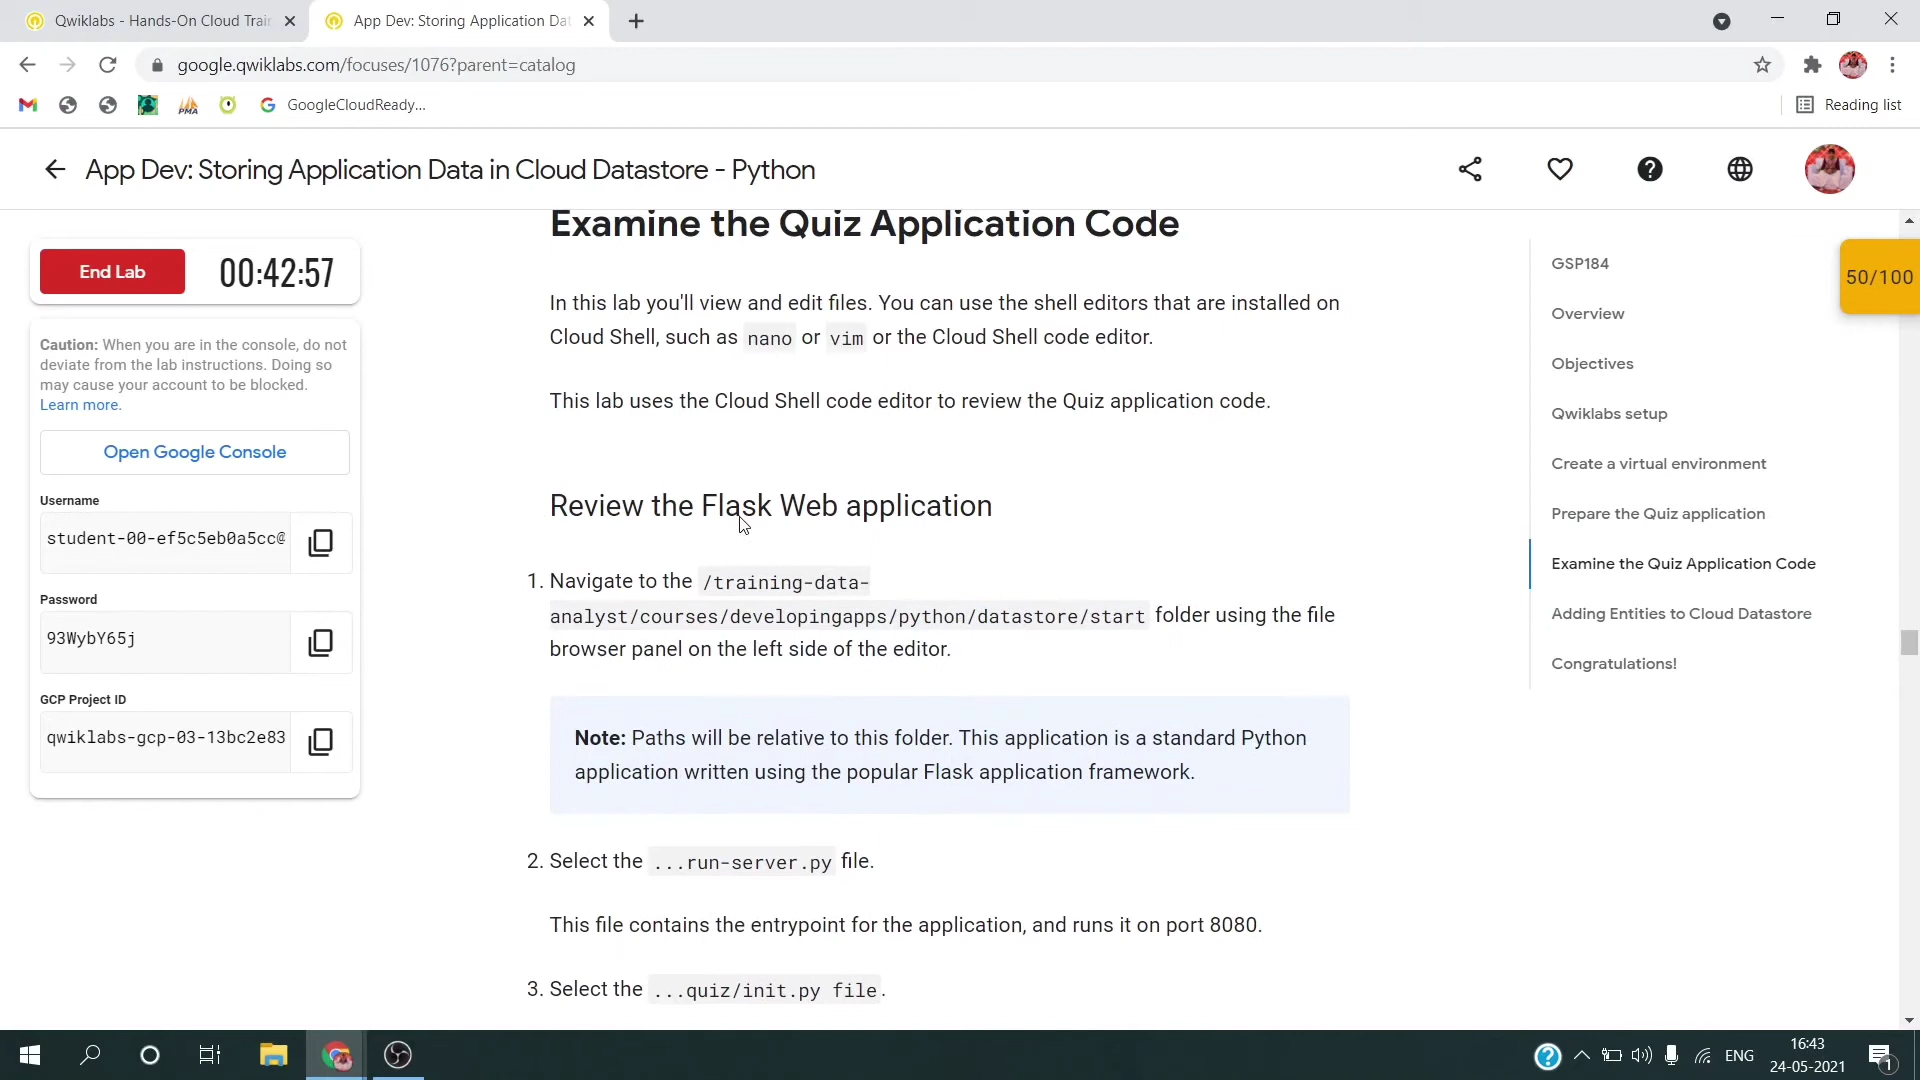 Qwiklabs - Hands-On Cloud Trai
App Dev: Storing Application Dat
google.qwiklabs.com/focuses/1076?parent=catalog
PMA
GoogleCloudReady...
Reading list
App Dev: Storing Application Data in Cloud Datastore - Python
End Lab
00:42:57
Caution: When you are in the console, do not
deviate from the lab instructions. Doing so
may cause your account to be blocked.
Learn more.
Open Google Console
Username
student-00-ef5c5eb0a5cc@
Password
93WybY65j
GCP Project ID
qwiklabs-gcp-03-13bc2e83
Examine the Quiz Application Code
In this lab you'll view and edit files. You can use the shell editors that are installed on
Cloud Shell, such as nano or vim or the Cloud Shell code editor.
This lab uses the Cloud Shell code editor to review the Quiz application code.
Review the Flask Web application
1. Navigate to the /training-data-
analyst/courses/developingapps/python/datastore/start folder using the file
browser panel on the left side of the editor.
Note: Paths will be relative to this folder. This application is a standard Python
application written using the popular Flask application framework.
2. Select the ...run-server.py file.
This file contains the entrypoint for the application, and runs it on port 8080.
3. Select the ...quiz/init.py file.
GSP184
Overview
Objectives
Qwiklabs setup
Create a virtual environment
Prepare the Quiz application
Examine the Quiz Application Code
Adding Entities to Cloud Datastore
Congratulations!
50/100
ENG
16:43
24-05-2021
1